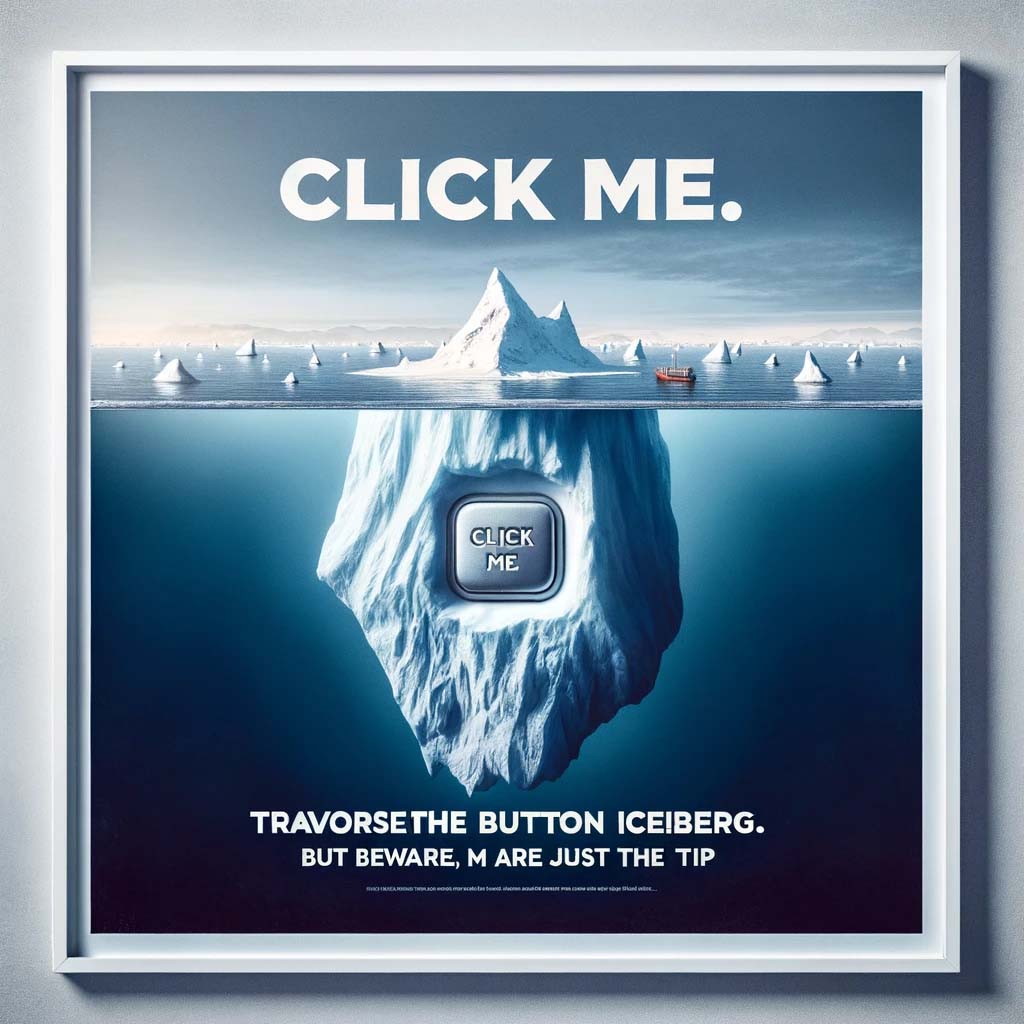 CLICK ME.
CLICK
ME
TRAVORSETHE BUTTON ICEIBERG.
BUT BEWARE, M ARE JUST THE TIP